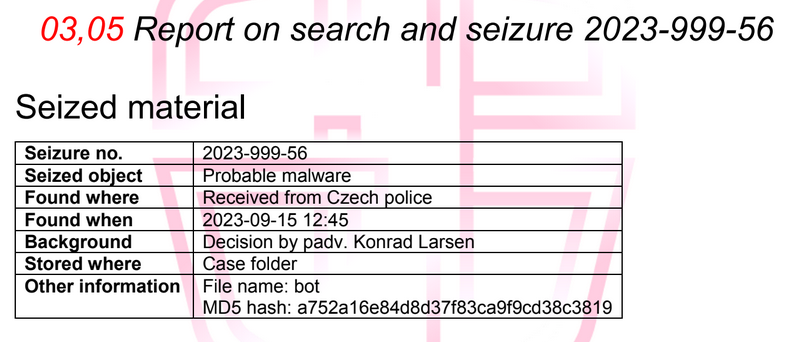 03,05 Report on search and seizure 2023-999-56
Seized material
Seizure no. 2023-999-56
Seized object Probable malware
Found where Received from Czech police
Found when 2023-09-15 12:45
Background Decision by padv. Konrad Larsen
Stored where Case folder
Other information File name: bot
MD5 hash: a752a16e84d8d37f83ca9f9cd38c3819